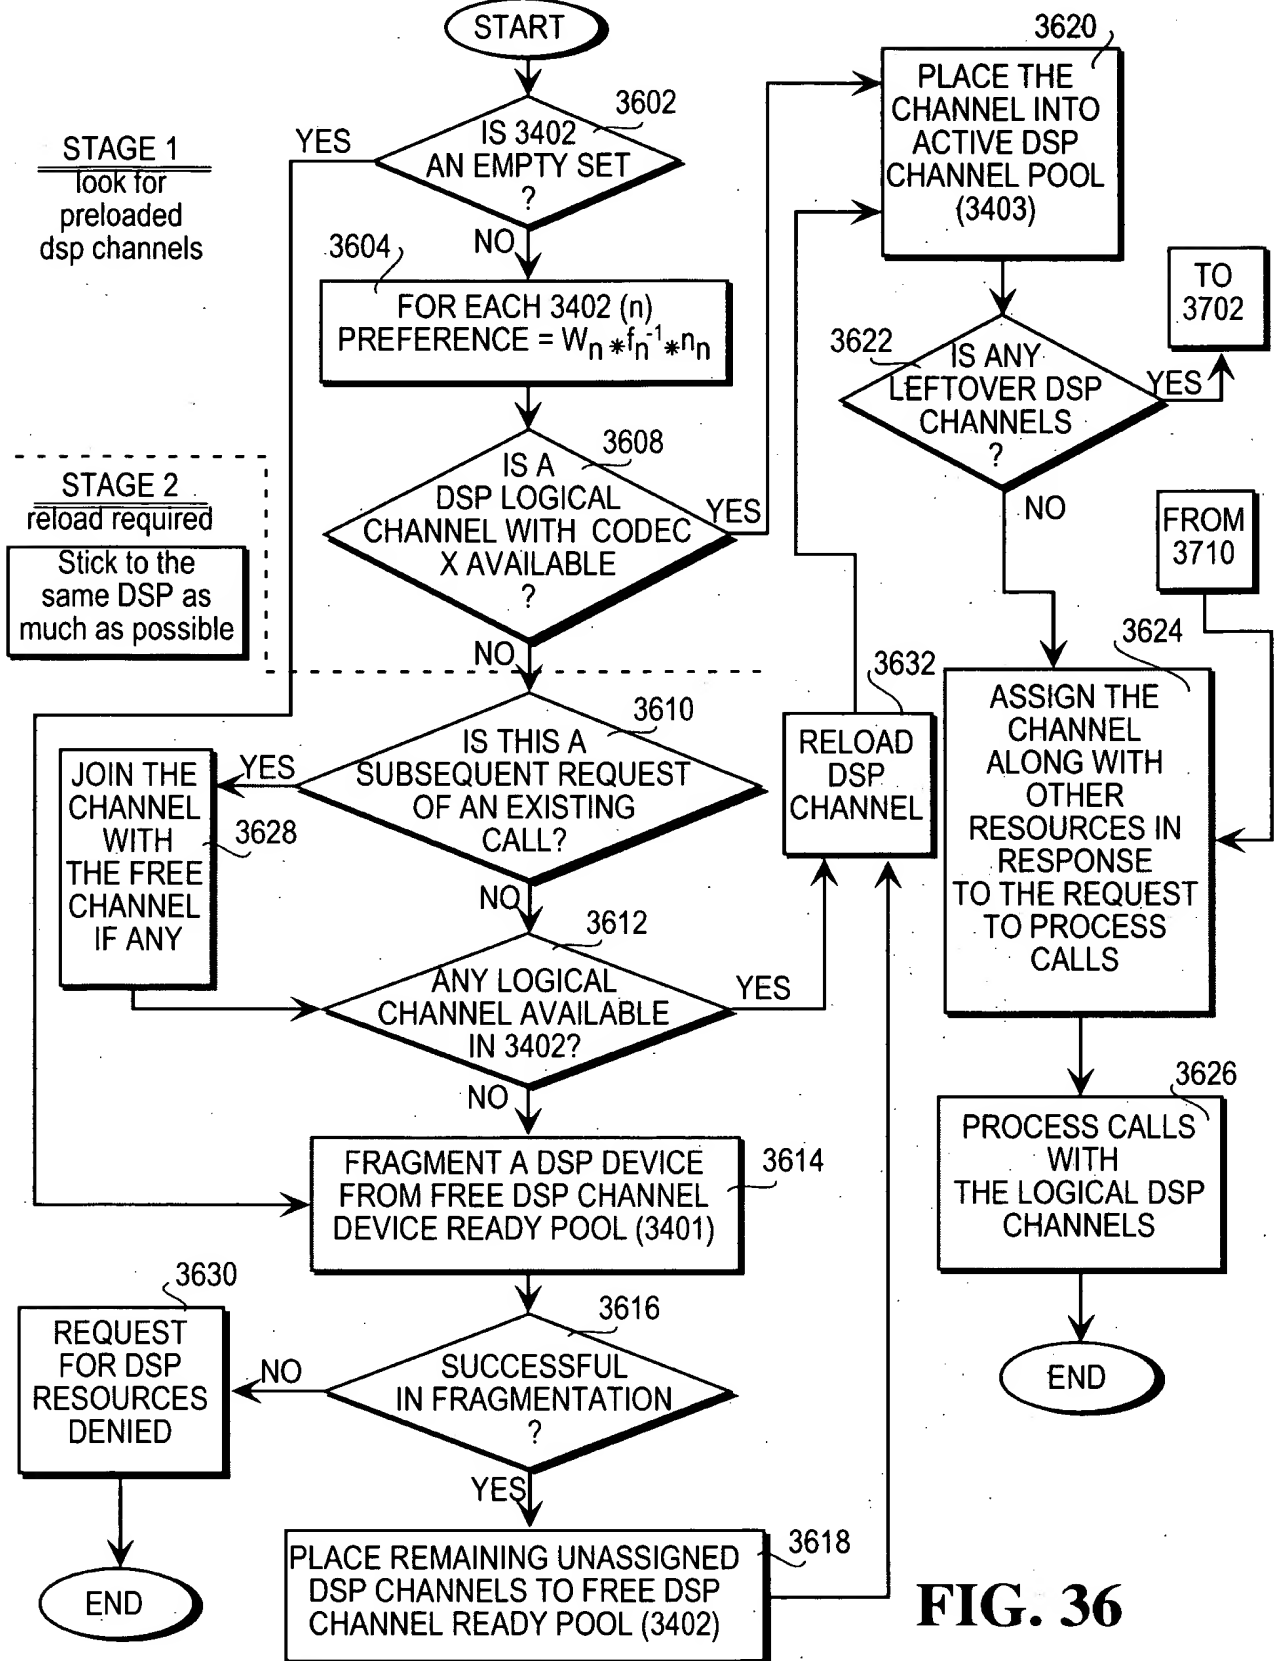 START
3602
IS 3402
AN EMPTY SET
?
YES
NO
STAGE 1
look for
preloaded
dsp channels
3604
FOR EACH 3402 (n)
PREFERENCE = Wn * fn^-1 * nn
3608
IS A
DSP LOGICAL
CHANNEL WITH CODEC
X AVAILABLE
?
YES
NO
STAGE 2
reload required
Stick to the
same DSP as
much as possible
3610
IS THIS A
SUBSEQUENT REQUEST
OF AN EXISTING
CALL?
YES
NO
JOIN THE
CHANNEL
WITH
THE FREE
CHANNEL
IF ANY
3628
3612
ANY LOGICAL
CHANNEL AVAILABLE
IN 3402?
YES
NO
3614
FRAGMENT A DSP DEVICE
FROM FREE DSP CHANNEL
DEVICE READY POOL (3401)
3616
SUCCESSFUL
IN FRAGMENTATION
?
NO
YES
3630
REQUEST
FOR DSP
RESOURCES
DENIED
END
3618
PLACE REMAINING UNASSIGNED
DSP CHANNELS TO FREE DSP
CHANNEL READY POOL (3402)
3632
RELOAD
DSP
CHANNEL
3620
PLACE THE
CHANNEL INTO
ACTIVE DSP
CHANNEL POOL
(3403)
3622
IS ANY
LEFTOVER DSP
CHANNELS
?
YES
NO
TO
3702
FROM
3710
3624
ASSIGN THE
CHANNEL
ALONG WITH
OTHER
RESOURCES IN
RESPONSE
TO THE REQUEST
TO PROCESS
CALLS
3626
PROCESS CALLS
WITH
THE LOGICAL DSP
CHANNELS
END
FIG. 36